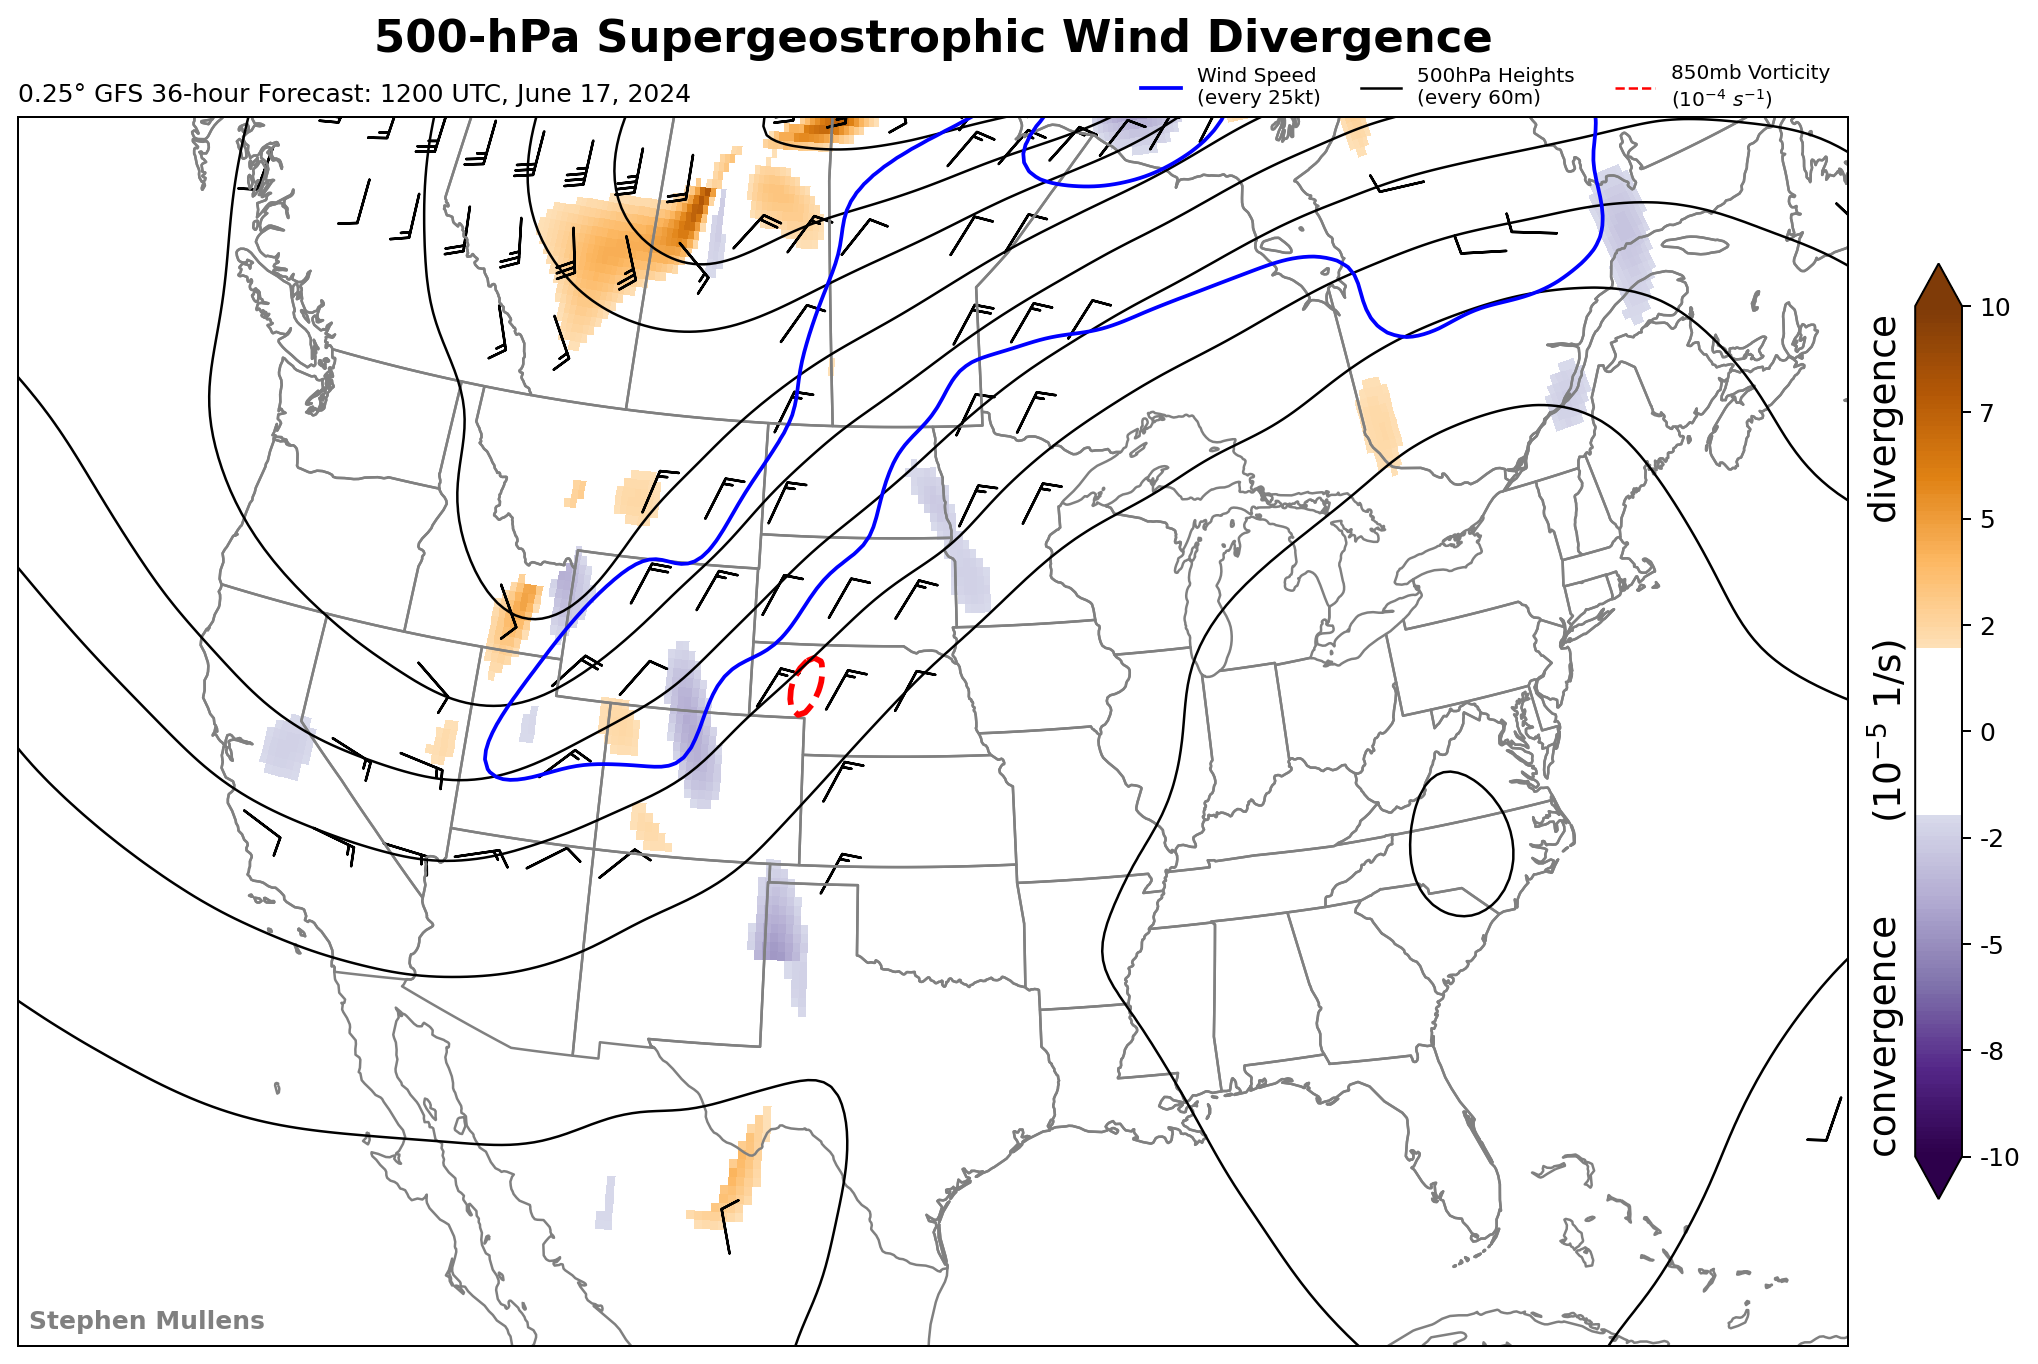 500-hPa Supergeostrophic Wind Divergence
0.25° GFS 36-hour Forecast: 1200 UTC, June 17, 2024
Wind Speed
(every 25kt)
500hPa Heights
(every 60m)
850mb Vorticity
(10⁻⁴ s⁻¹)
10
7
5
2
0
-2
-5
-8
-10
convergence (10⁻⁵ 1/s) divergence
Stephen Mullens